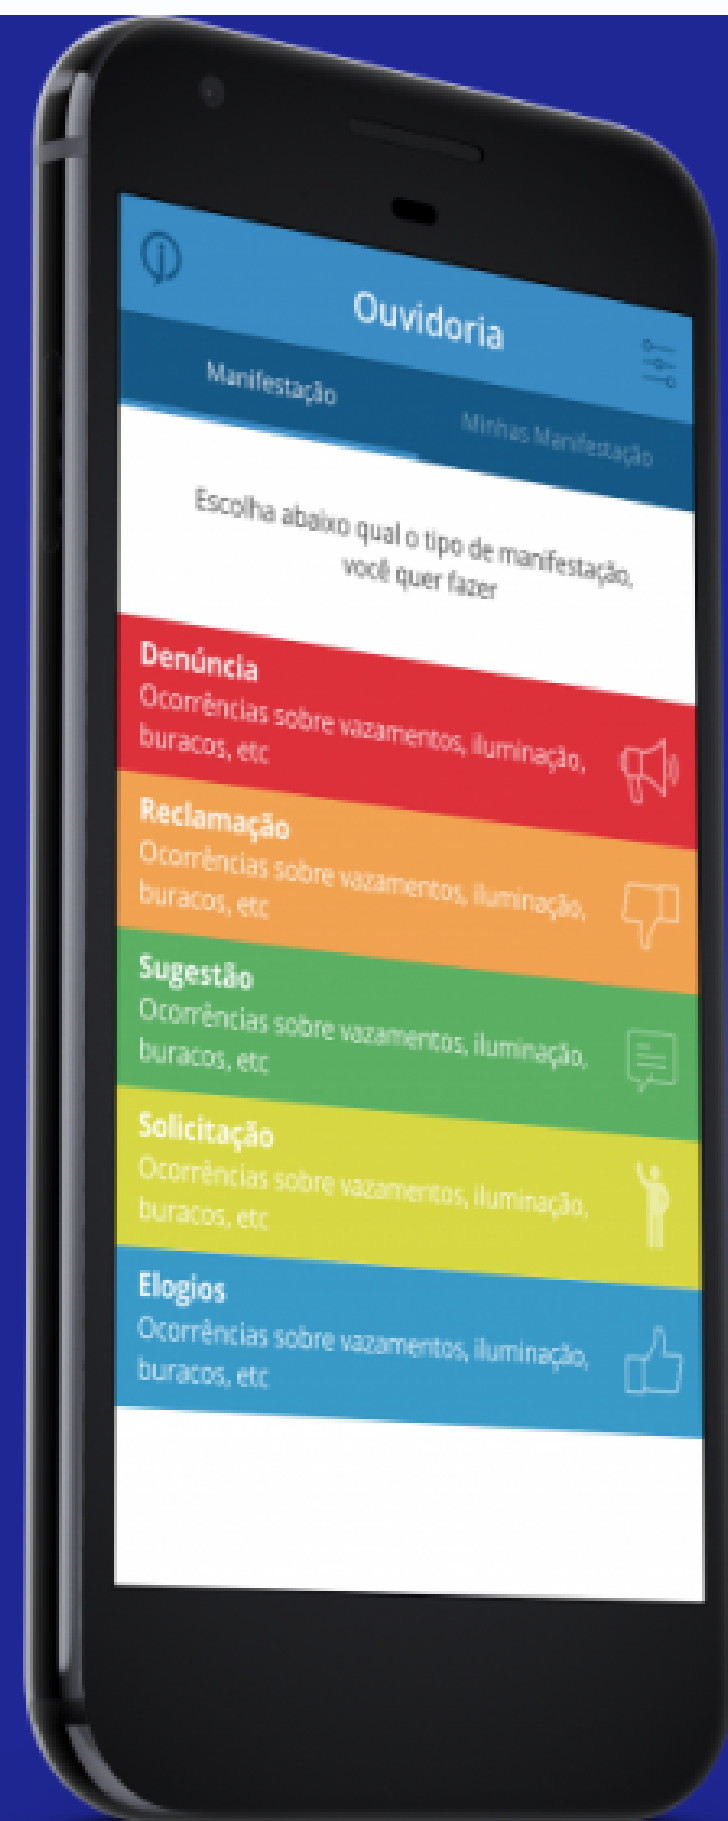 Ouvidoria
Manifestação
Minhas Manifestação
Escolha abaixo qual o tipo de manifestação,
você quer fazer
Denúncia
Ocorrências sobre vazamentos, iluminação,
buracos, etc
Reclamação
Ocorrências sobre vazamentos, iluminação,
buracos, etc
Sugestão
Ocorrências sobre vazamentos, iluminação,
buracos, etc
Solicitação
Ocorrências sobre vazamentos, iluminação,
buracos, etc
Elogios
Ocorrências sobre vazamentos, iluminação,
buracos, etc